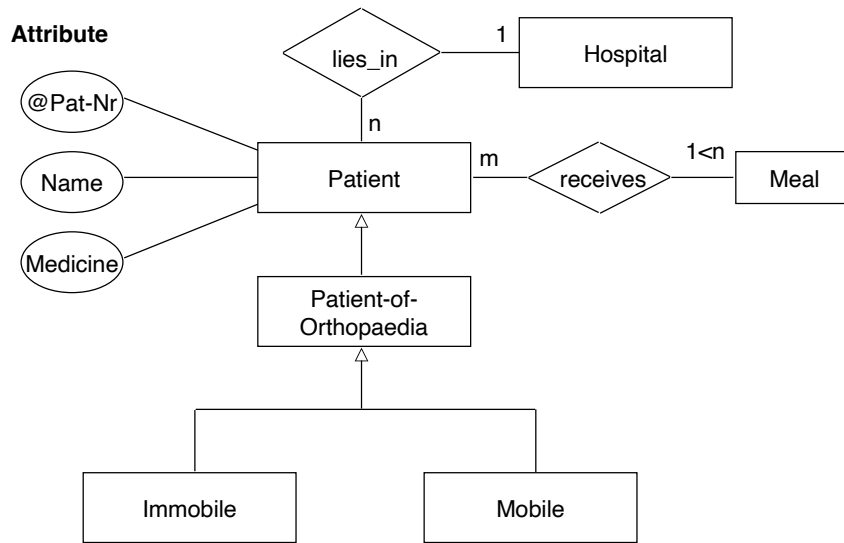 Attribute
1
lies_in
Hospital
@Pat-Nr
n
m
1<n
Name
Patient
receives
Meal
Medicine
Patient-of-
Orthopaedia
Immobile
Mobile